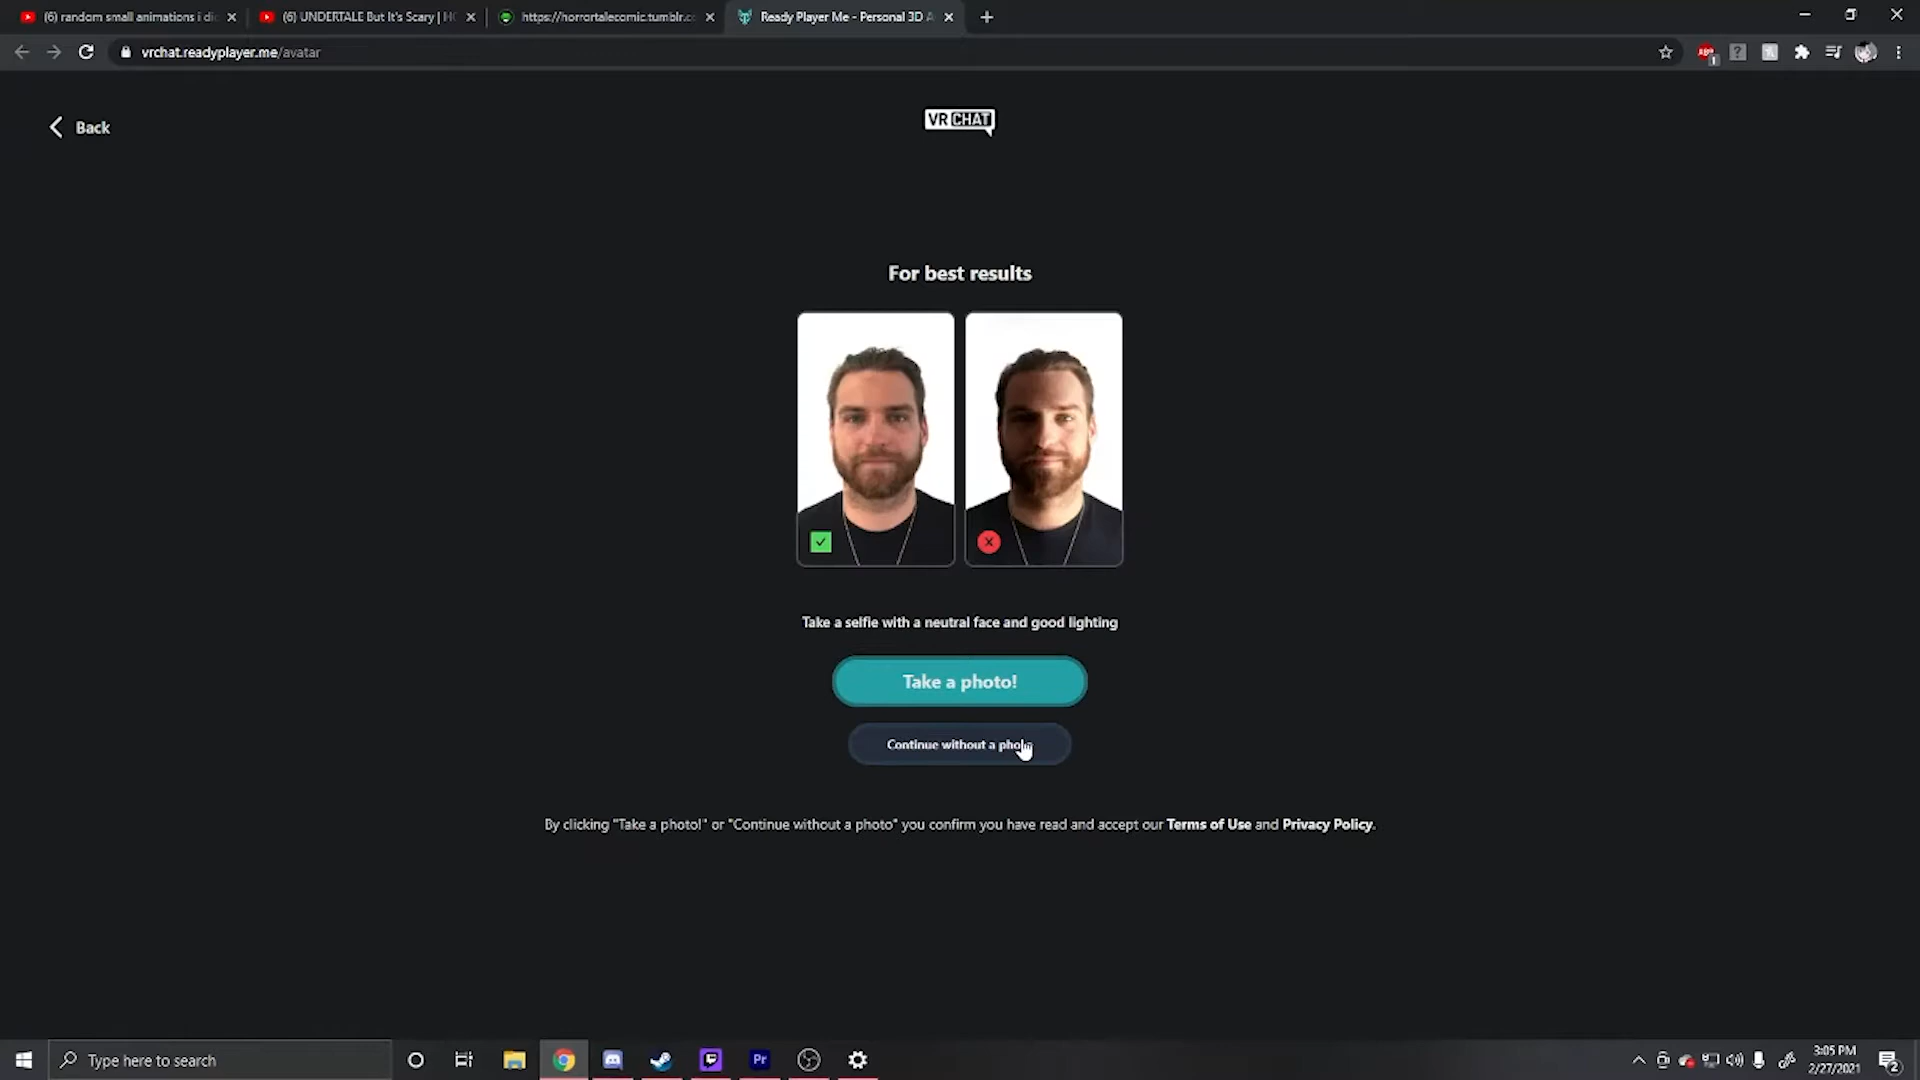 (6) random small animations i di
(6) UNDERTALE But It's Scary | H
https://horrortalecomic.tumblr.c
Ready Player Me - Personal 3D A
vrchat.readyplayer.me/avatar
Back
VRCHAT
For best results
Take a selfie with a neutral face and good lighting
Take a photo!
Continue without a photo
By clicking "Take a photo!" or "Continue without a photo" you confirm you have read and accept our Terms of Use and Privacy Policy.
Type here to search
Pr
3:05 PM
2/27/2021
2